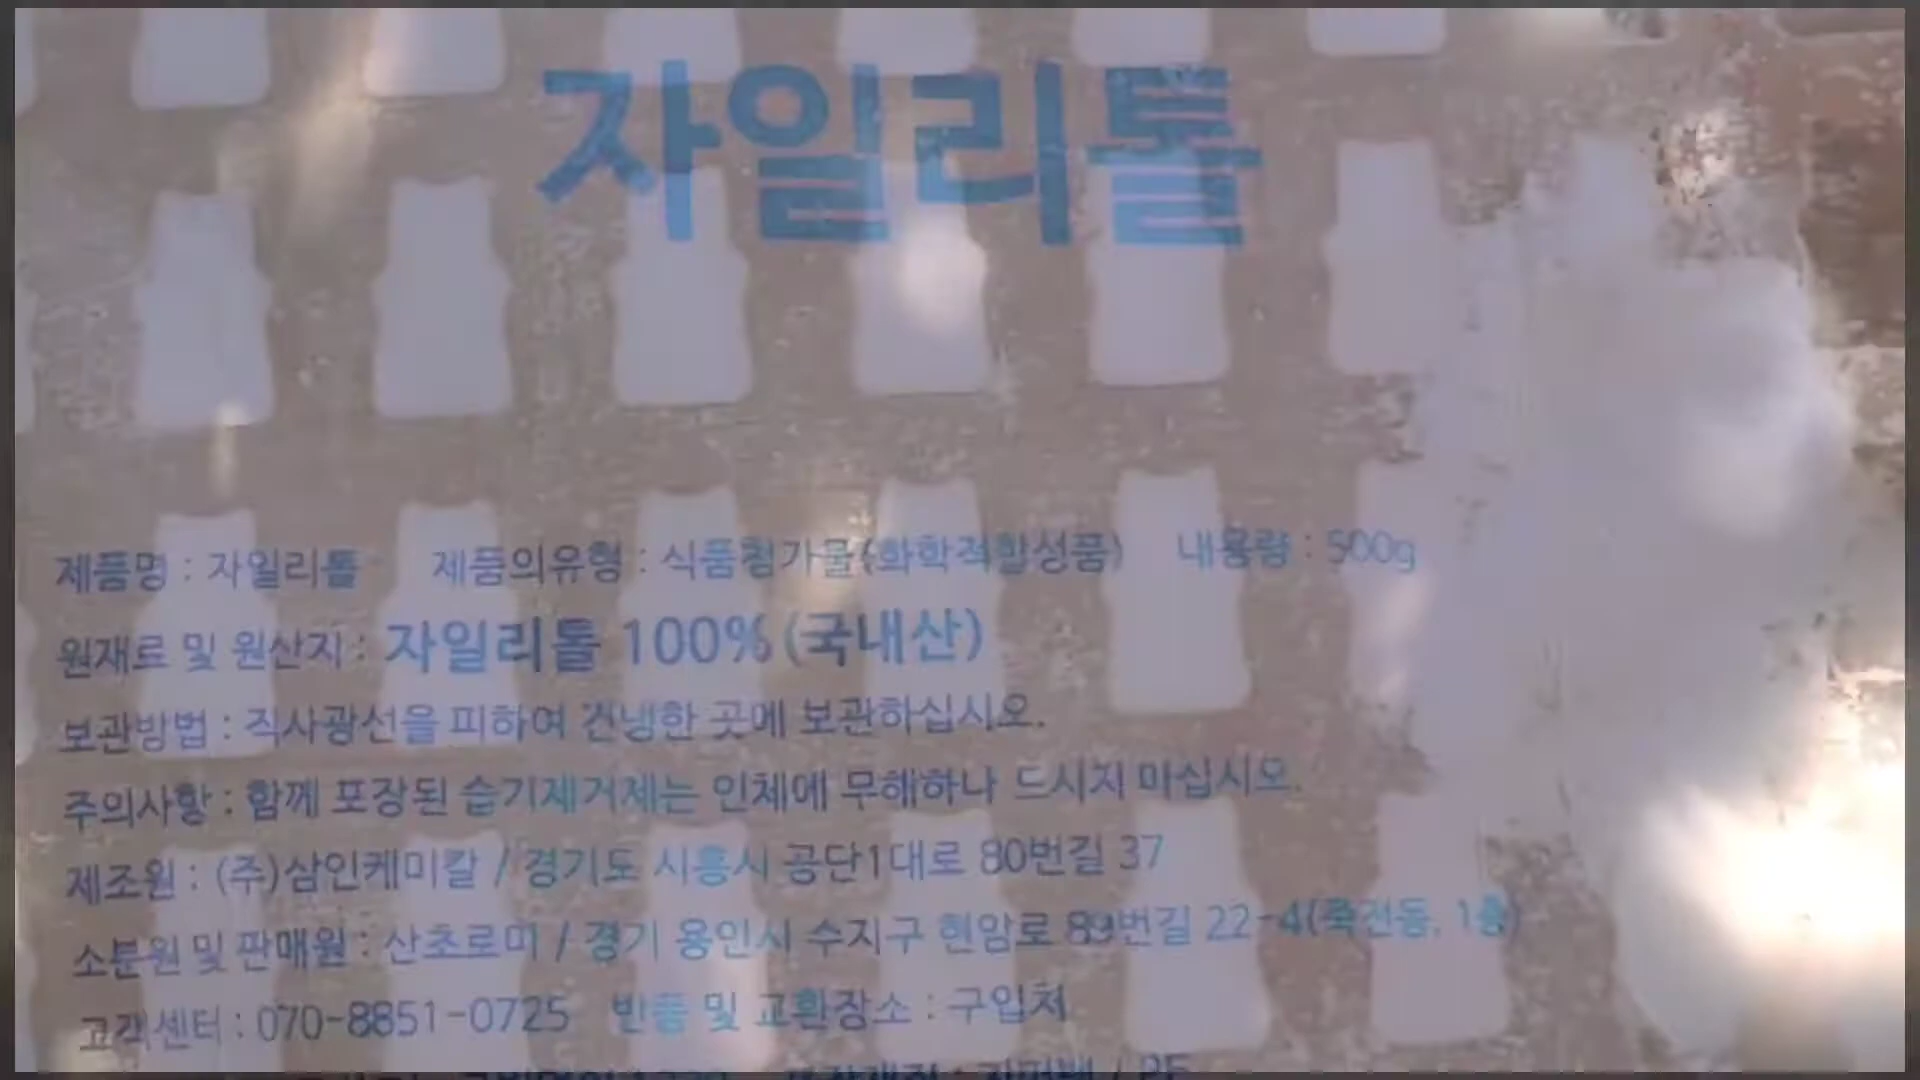 자일리톨
제품명 : 자일리톨 제품의유형 : 식품첨가물(화학적합성품) 내용량 : 500g
원재료 및 원산지 : 자일리톨 100% (국내산)
보관방법 : 직사광선을 피하여 건냉한 곳에 보관하십시오.
주의사항 : 함께 포장된 습기제거제는 인체에 무해하나 드시지 마십시오.
제조원 : (주)삼인케미칼 / 경기도 시흥시 공단1대로 80번길 37
소분원 및 판매원 : 산초로미 / 경기 용인시 수지구 현암로 89번길 22-4(죽전동, 1층)
고객센터 : 070-8851-0725 반품 및 교환장소 : 구입처